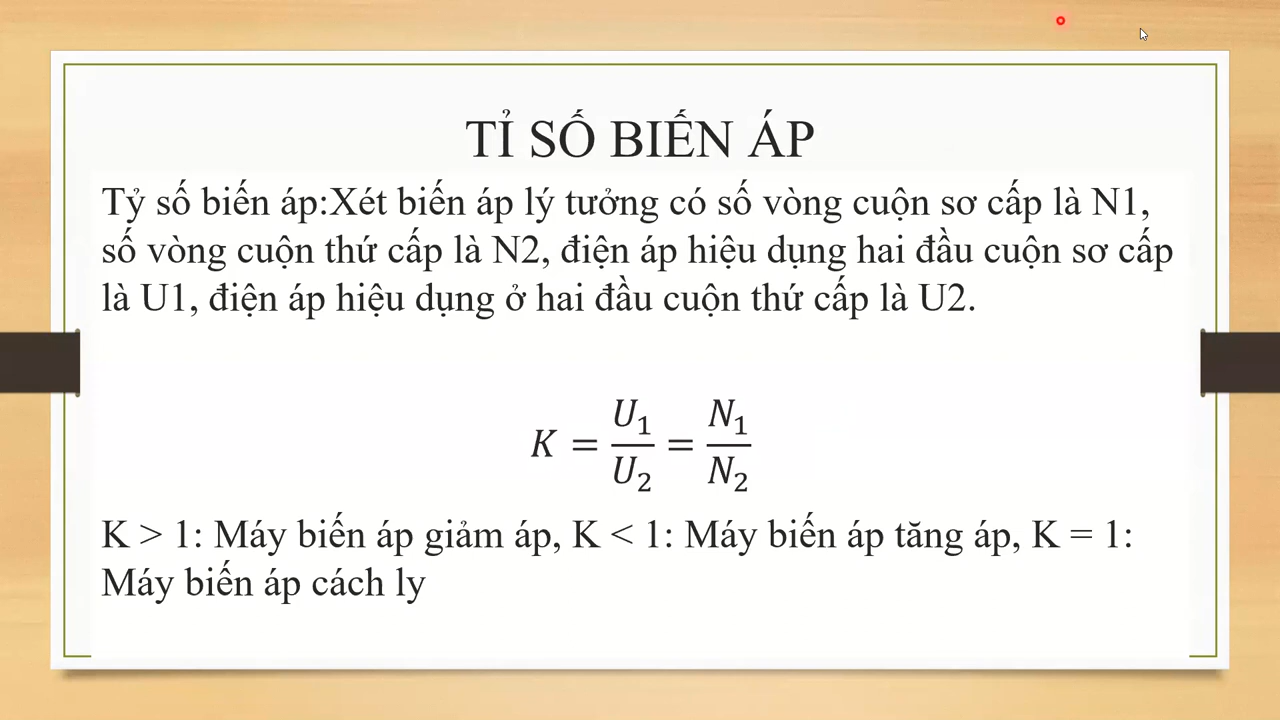 TỈ SỐ BIẾN ÁP
Tỷ số biến áp:Xét biến áp lý tưởng có số vòng cuộn sơ cấp là N1,
số vòng cuộn thứ cấp là N2, điện áp hiệu dụng hai đầu cuộn sơ cấp
là U1, điện áp hiệu dụng ở hai đầu cuộn thứ cấp là U2.
K = U₁/U₂ = N₁/N₂
K > 1: Máy biến áp giảm áp, K < 1: Máy biến áp tăng áp, K = 1:
Máy biến áp cách ly